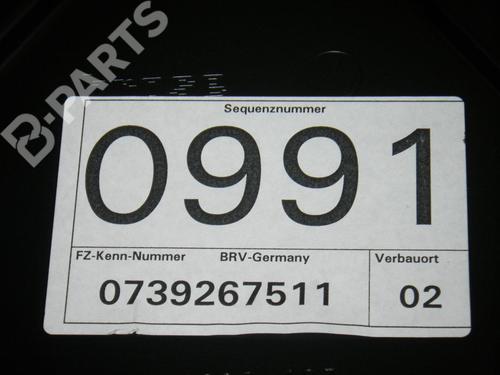 B-PARTS
Sequenznummer
0991
FZ-Kenn-Nummer BRV-Germany Verbauort
0739267511 02